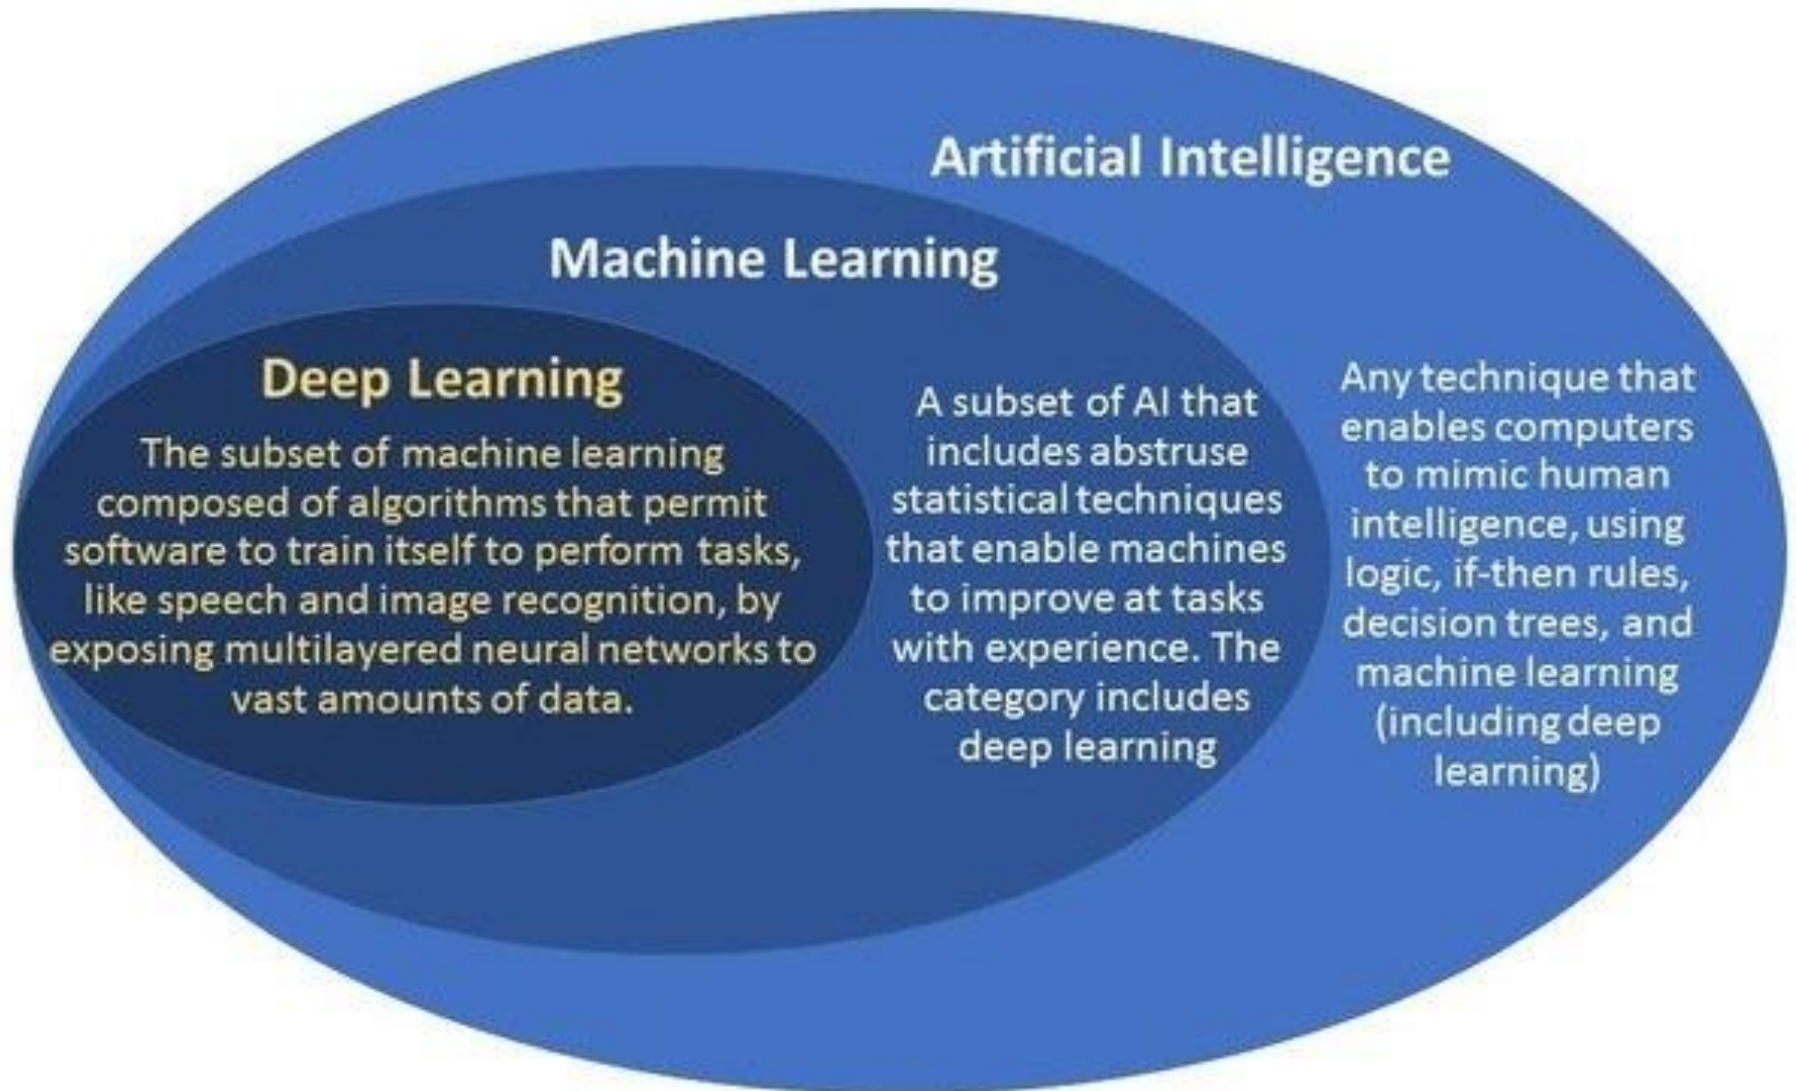 Artificial Intelligence
Machine Learning
Deep Learning
The subset of machine learning
composed of algorithms that permit
software to train itself to perform tasks,
like speech and image recognition, by
exposing multilayered neural networks to
vast amounts of data.
A subset of AI that
includes abstruse
statistical techniques
that enable machines
to improve at tasks
with experience. The
category includes
deep learning
Any technique that
enables computers
to mimic human
intelligence, using
logic, if-then rules,
decision trees, and
machine learning
(including deep
learning)